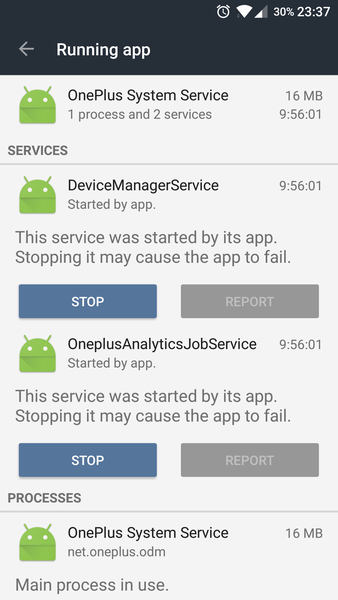 30% 23:37
Running app
OnePlus System Service 16 MB
1 process and 2 services 9:56:01
SERVICES
DeviceManagerService 9:56:01
Started by app.
This service was started by its app.
Stopping it may cause the app to fail.
STOP REPORT
OneplusAnalyticsJobService 9:56:01
Started by app.
This service was started by its app.
Stopping it may cause the app to fail.
STOP REPORT
PROCESSES
OnePlus System Service 16 MB
net.oneplus.odm
Main process in use.